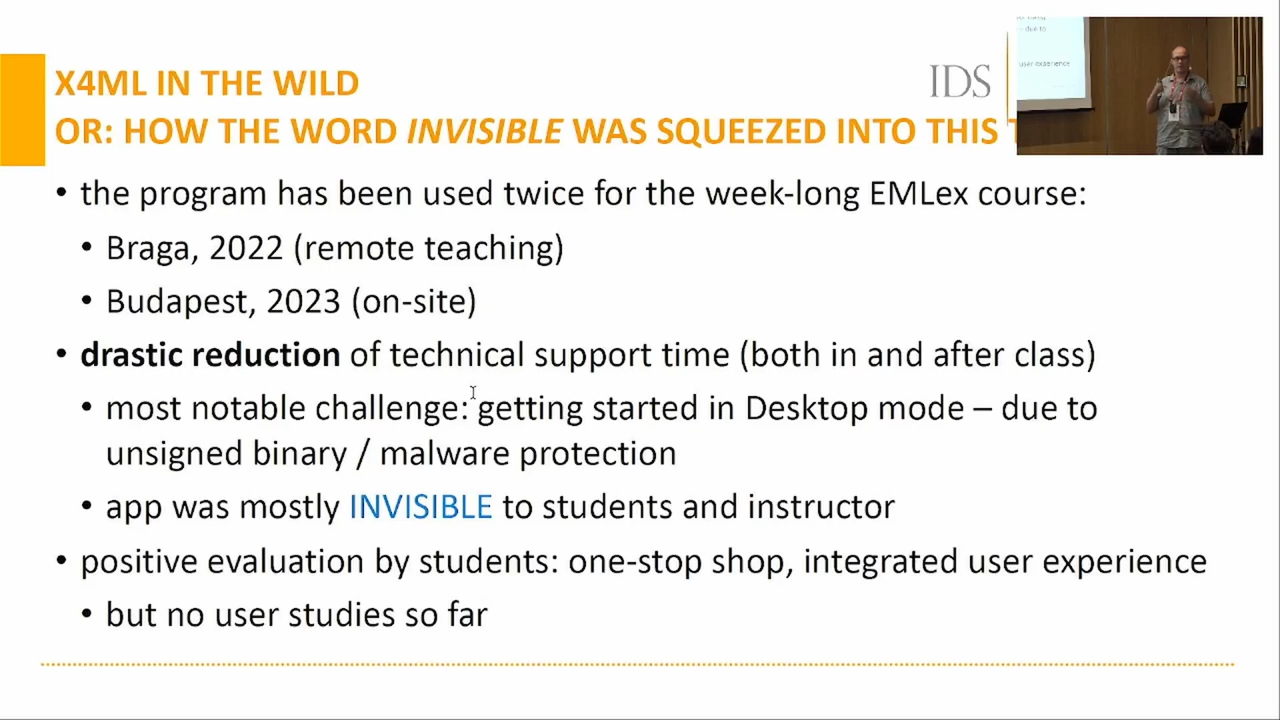 X4ML IN THE WILD
IDS
OR: HOW THE WORD INVISIBLE WAS SQUEEZED INTO THIS
• the program has been used twice for the week-long EMLex course:
• Braga, 2022 (remote teaching)
• Budapest, 2023 (on-site)
• drastic reduction of technical support time (both in and after class)
• most notable challenge: getting started in Desktop mode – due to
unsigned binary / malware protection
• app was mostly INVISIBLE to students and instructor
• positive evaluation by students: one-stop shop, integrated user experience
• but no user studies so far
– due to
user experience